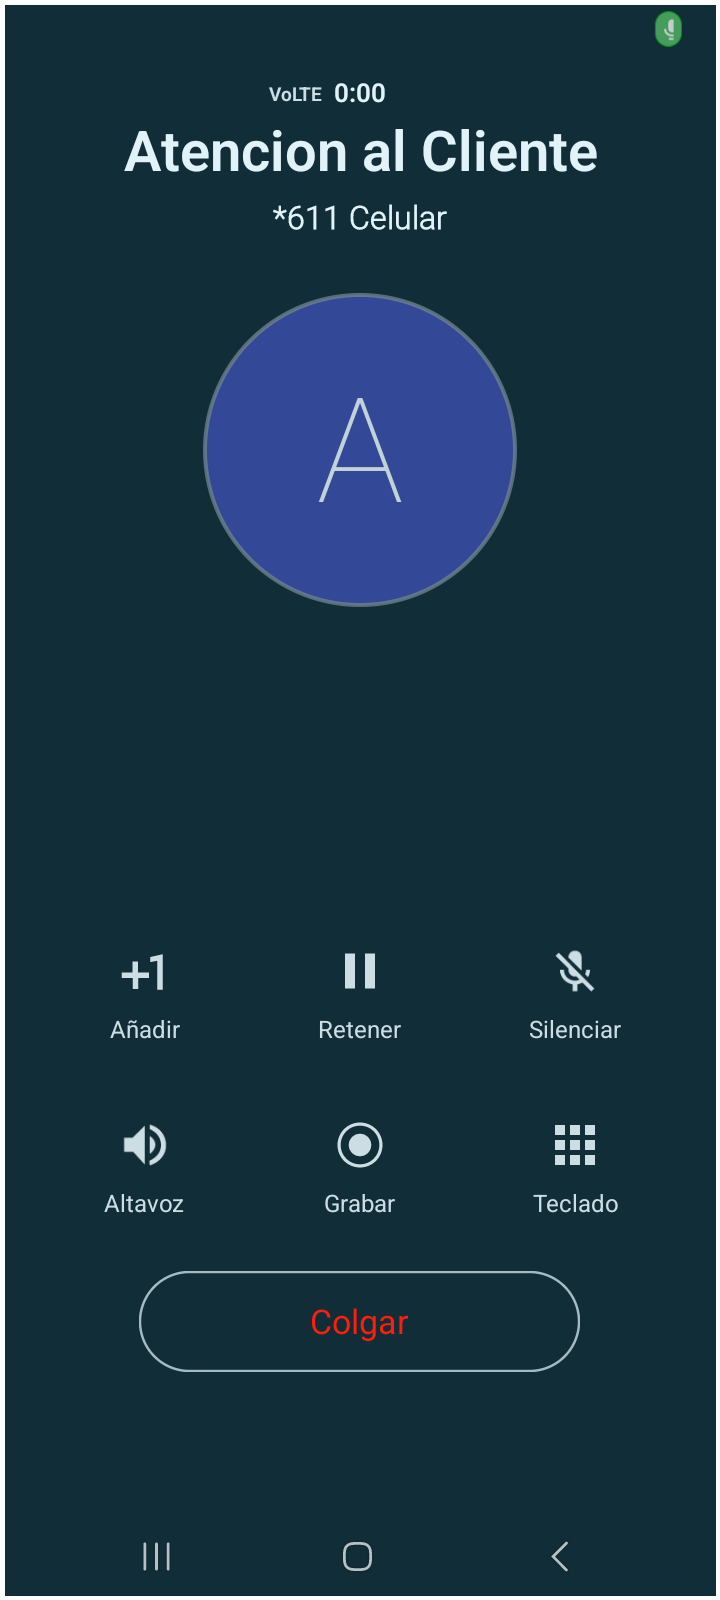 VoLTE 0:00
Atencion al Cliente
*611 Celular
A
+1
Añadir Retener Silenciar
Altavoz Grabar Teclado
Colgar